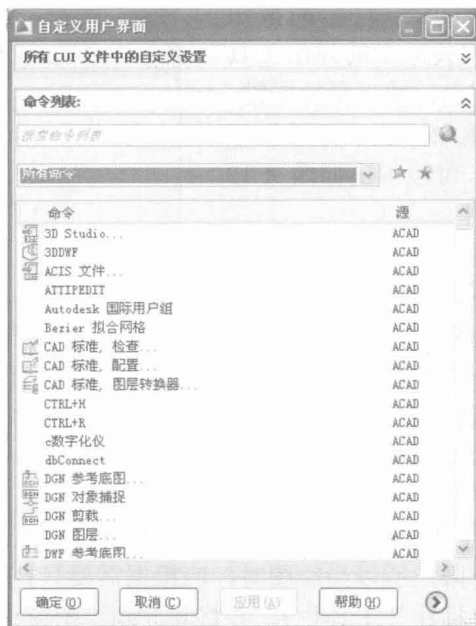 自定义用户界面
所有 CUI 文件中的自定义设置
命令列表:
搜索命令列表
所有命令
命令 源
3D Studio... ACAD
3DDWF ACAD
ACIS 文件... ACAD
ATTIPEDIT ACAD
Autodesk 国际用户组 ACAD
Bezier 拟合网格 ACAD
CAD 标准, 检查... ACAD
CAD 标准, 配置... ACAD
CAD 标准, 图层转换器... ACAD
CTRL+H ACAD
CTRL+R ACAD
c数字化仪 ACAD
dbConnect ACAD
DGN 参考底图... ACAD
DGN 对象捕捉 ACAD
DGN 剪裁... ACAD
DGN 图层... ACAD
DWF 参考底图... ACAD
确定(O) 取消(C) 应用(A) 帮助(H)